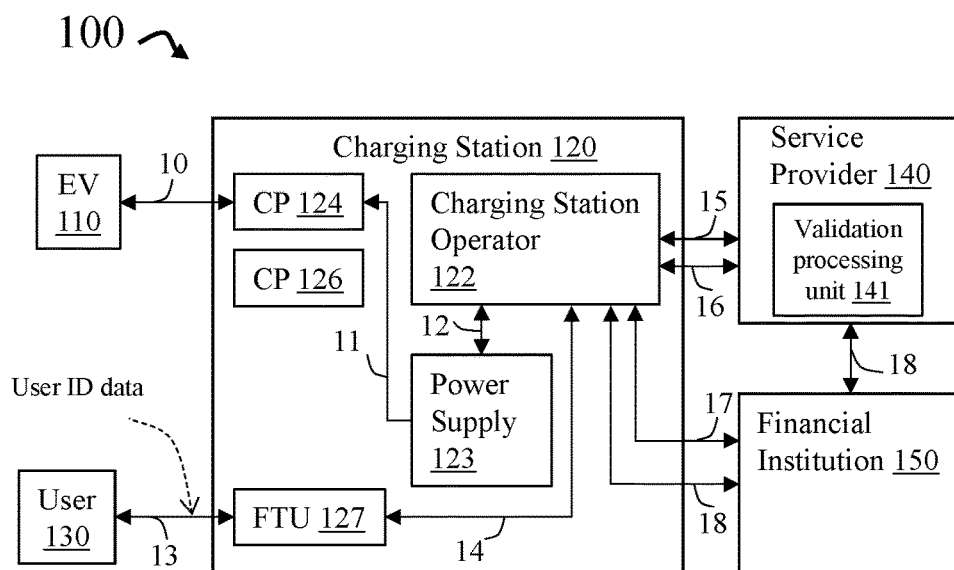 100
Charging Station 120
EV
110
10
CP 124
CP 126
Charging Station
Operator
122
15
16
Service
Provider 140
Validation
processing
unit 141
11
12
18
User ID data
Power
Supply
123
17
Financial
Institution 150
User
130
13
FTU 127
14
18